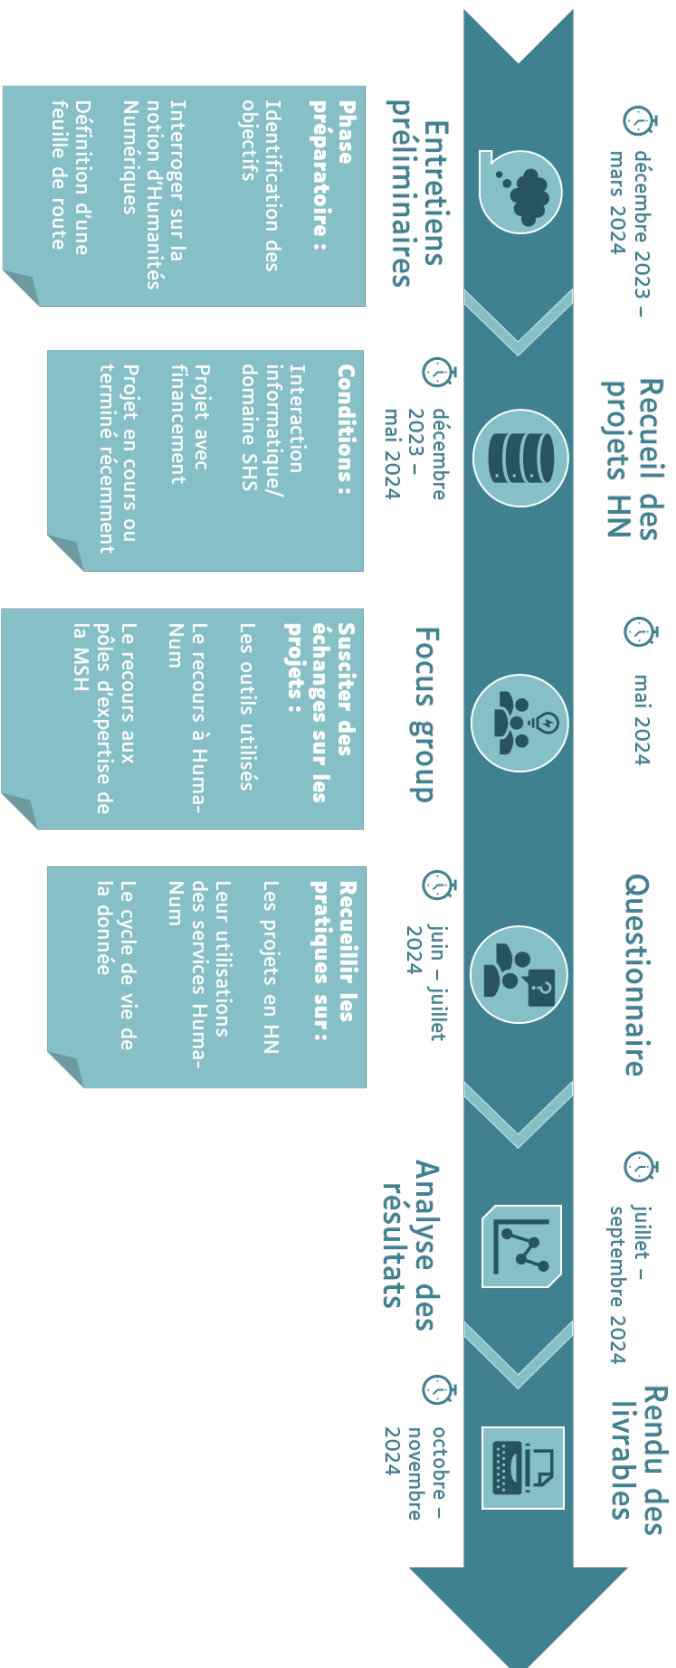 décembre 2023 –
mars 2024
Entretiens
préliminaires
Phase
préparatoire :
Identification des
objectifs
Interroger sur la
notion d'Humanités
Numériques
Définition d'une
feuille de route
Recueil des
projets HN
décembre
2023 –
mai 2024
Conditions :
Interaction
informatique/
domaine SHS
Projet avec
financement
Projet en cours ou
terminé récemment
mai 2024
Focus group
Susciter des
échanges sur les
projets :
Les outils utilisés
Le recours à Huma-
Num
Le recours aux
pôles d'expertise de
la MSH
Questionnaire
juin – juillet
2024
Recueillir les
pratiques sur :
Les projets en HN
Leur utilisations
des services Huma-
Num
Le cycle de vie de
la donnée
juillet –
septembre 2024
Analyse des
résultats
Rendu des
livrables
octobre –
novembre
2024